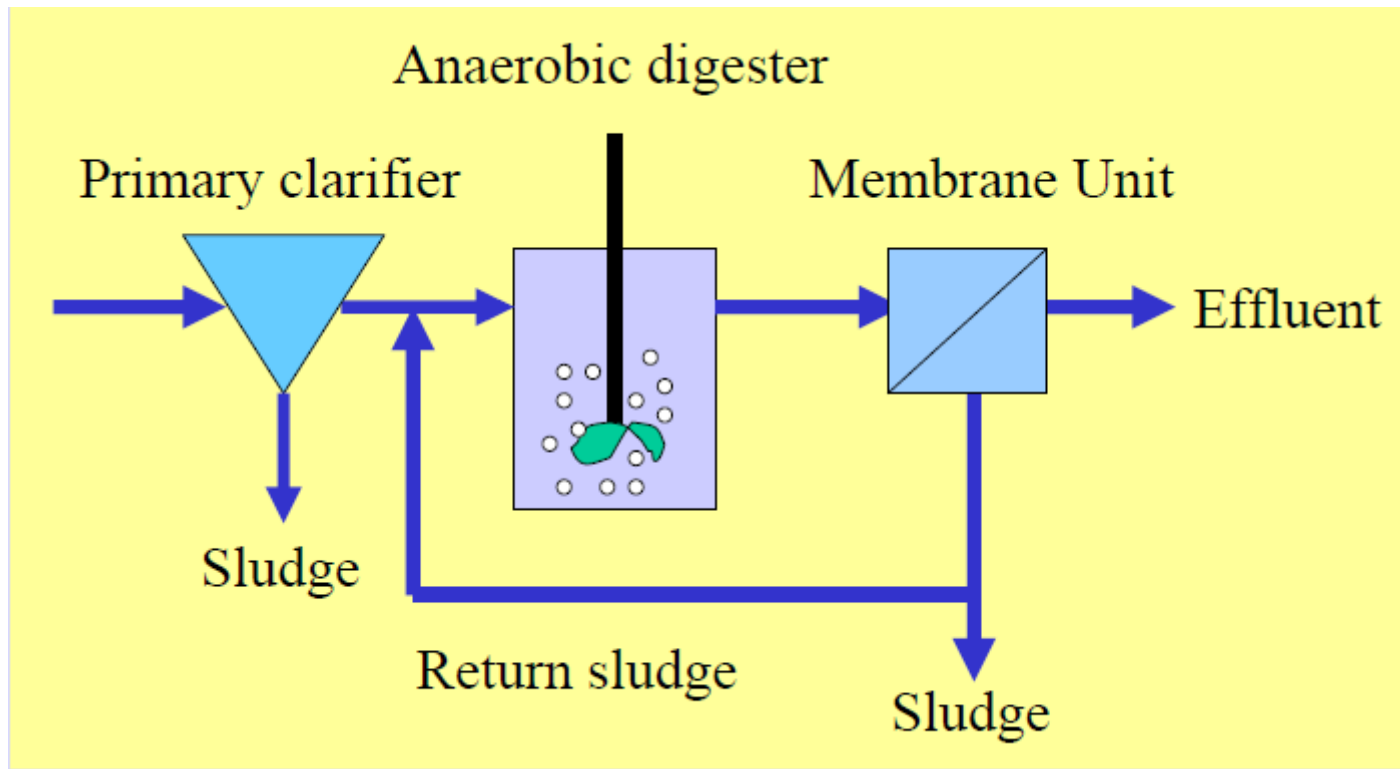 Anaerobic digester
Primary clarifier
Membrane Unit
Effluent
Sludge
Return sludge
Sludge